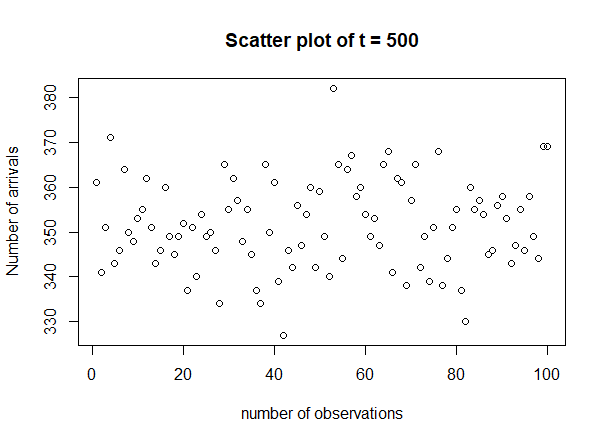 Scatter plot of t = 500
Number of arrivals
380
370
360
350
340
330
0 20 40 60 80 100
number of observations